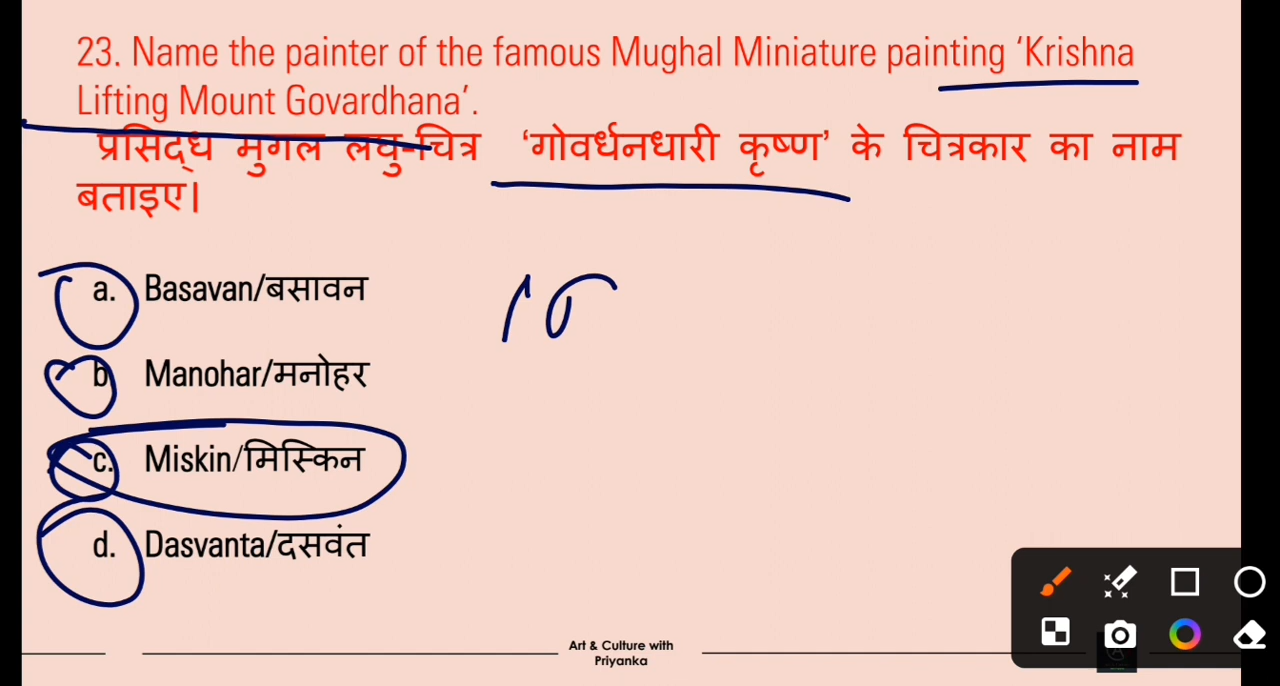 23. Name the painter of the famous Mughal Miniature painting ‘Krishna
Lifting Mount Govardhana’.
प्रसिद्ध मुगल लघु-चित्र ‘गोवर्धनधारी कृष्ण’ के चित्रकार का नाम
बताइए।
a. Basavan/बसावन
b. Manohar/मनोहर
c. Miskin/मिस्किन
d. Dasvanta/दसवंत
Art & Culture with
Priyanka